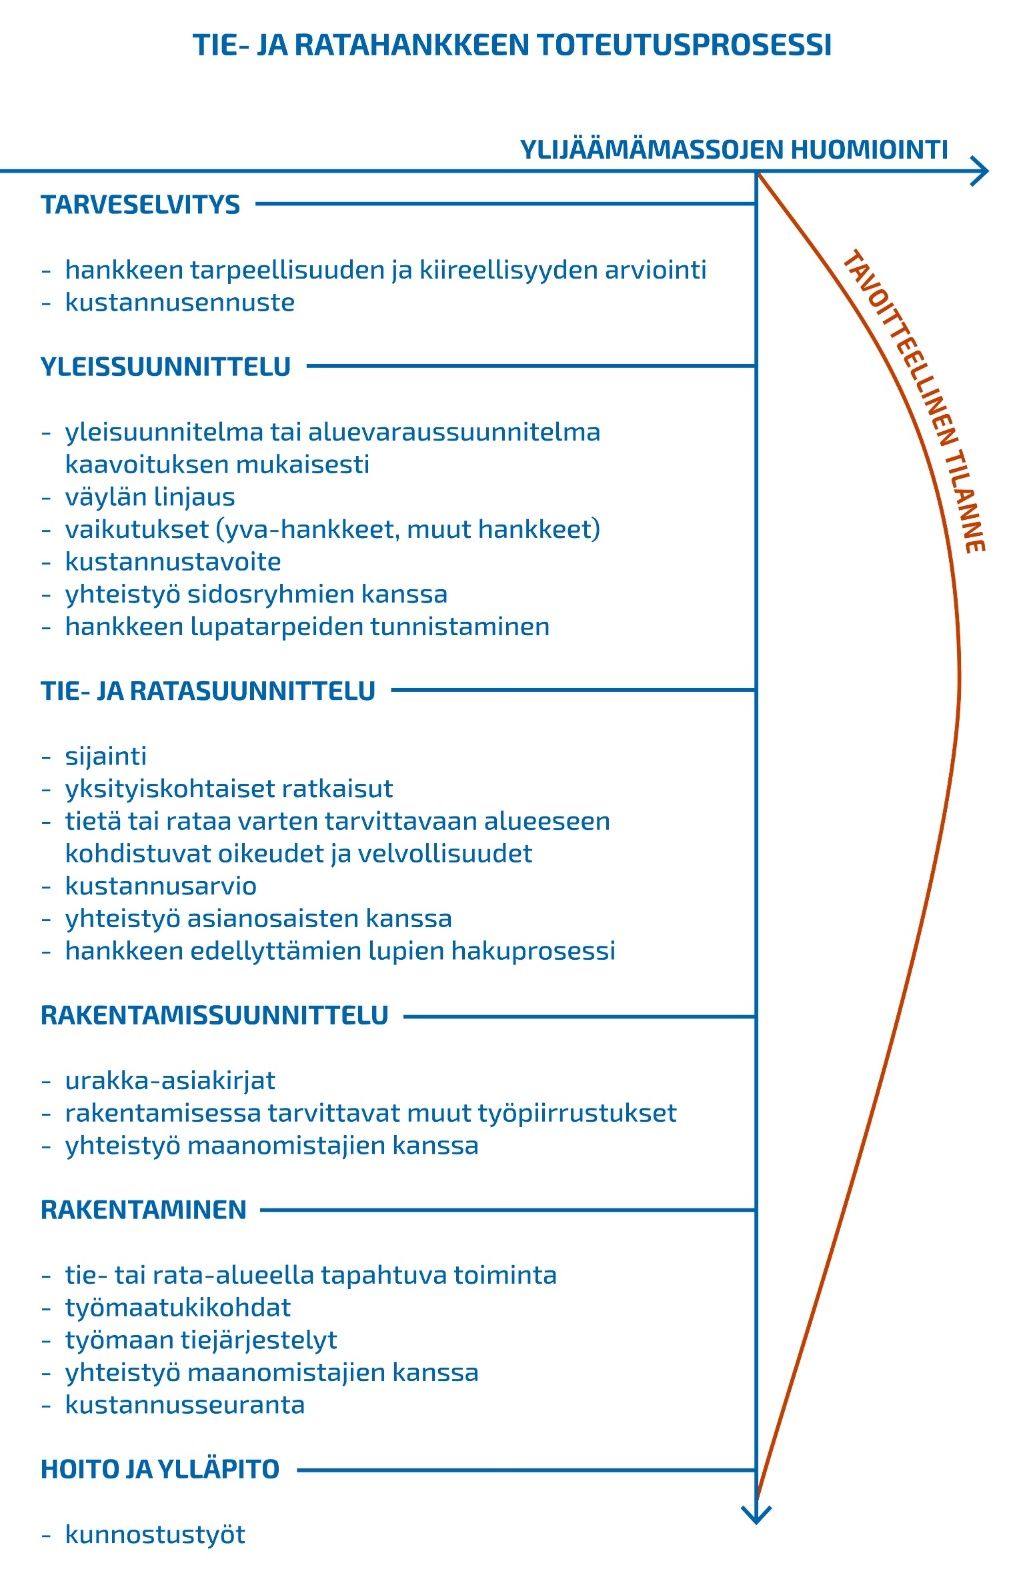 TIE- JA RATAHANKKEEN TOTEUTUSPROSESSI
YLIJÄÄMÄMASSOJEN HUOMIOINTI
TARVESELVITYS
- hankkeen tarpeellisuuden ja kiireellisyyden arviointi
- kustannusennuste
TAVOITTEELLINEN TILANNE
YLEISSUUNNITTELU
- yleisuunnitelma tai aluevaraussuunnitelma
kaavoituksen mukaisesti
- väylän linjaus
- vaikutukset (yva-hankkeet, muut hankkeet)
- kustannustavoite
- yhteistyö sidosryhmien kanssa
- hankkeen lupatarpeiden tunnistaminen
TIE- JA RATASUUNNITTELU
- sijainti
- yksityiskohtaiset ratkaisut
- tietä tai rataa varten tarvittavaan alueeseen
kohdistuvat oikeudet ja velvollisuudet
- kustannusarvio
- yhteistyö asianosaisten kanssa
- hankkeen edellyttämien lupien hakuprosessi
RAKENTAMISSUUNNITTELU
- urakka-asiakirjat
- rakentamisessa tarvittavat muut työpiirrustukset
- yhteistyö maanomistajien kanssa
RAKENTAMINEN
- tie- tai rata-alueella tapahtuva toiminta
- työmaatukikohdat
- työmaan tiejärjestelyt
- yhteistyö maanomistajien kanssa
- kustannusseuranta
HOITO JA YLLÄPITO
- kunnostustyöt